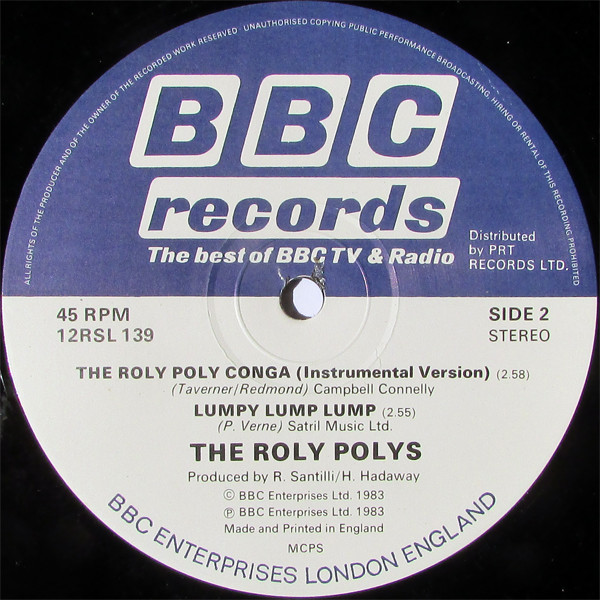 ALL RIGHTS OF THE PRODUCER AND OF THE OWNER OF THE RECORDED WORK RESERVED · UNAUTHORISED COPYING PUBLIC PERFORMANCE BROADCASTING, HIRING OR RENTAL OF THIS RECORDING PROHIBITED
BBC
records
The best of BBC TV & Radio
Distributed
by PRT
RECORDS LTD.
45 RPM
12RSL 139
SIDE 2
STEREO
THE ROLY POLY CONGA (Instrumental Version) (2.58)
(Taverner/Redmond) Campbell Connelly
LUMPY LUMP LUMP (2.55)
(P. Verne) Satril Music Ltd.
THE ROLY POLYS
Produced by R. Santilli/H. Hadaway
© BBC Enterprises Ltd. 1983
℗ BBC Enterprises Ltd. 1983
Made and Printed in England
MCPS
BBC ENTERPRISES LONDON ENGLAND